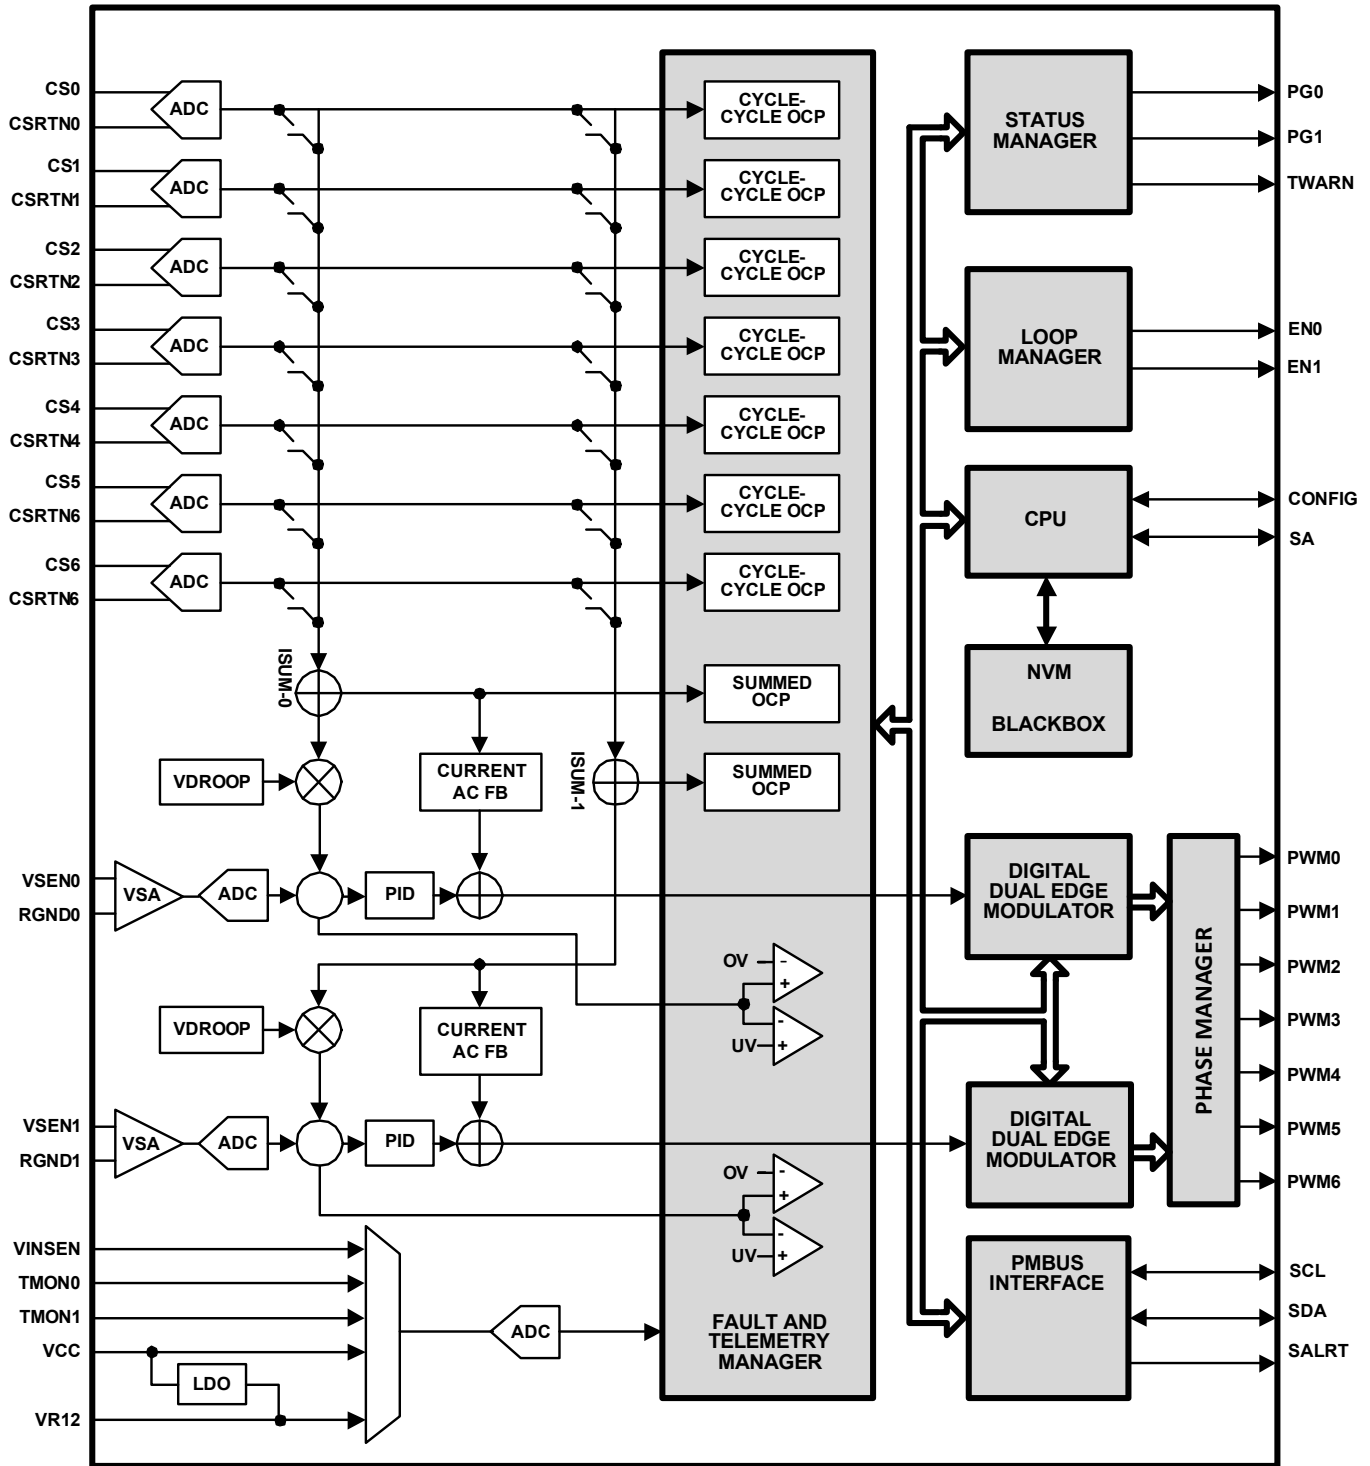 CS0
CSRTN0
ADC
CYCLE-
CYCLE OCP
CS1
CSRTN1
ADC
CYCLE-
CYCLE OCP
CS2
CSRTN2
ADC
CYCLE-
CYCLE OCP
CS3
CSRTN3
ADC
CYCLE-
CYCLE OCP
CS4
CSRTN4
ADC
CYCLE-
CYCLE OCP
CS5
CSRTN6
ADC
CYCLE-
CYCLE OCP
CS6
CSRTN6
ADC
CYCLE-
CYCLE OCP
ISUM-0
SUMMED
OCP
VDROOP
CURRENT
AC FB
ISUM-1
SUMMED
OCP
VSEN0
RGND0
VSA
ADC
PID
OV
-
+
-
+
UV
VDROOP
CURRENT
AC FB
VSEN1
RGND1
VSA
ADC
PID
OV
-
+
-
+
UV
VINSEN
TMON0
TMON1
VCC
LDO
VR12
ADC
FAULT AND
TELEMETRY
MANAGER
STATUS
MANAGER
PG0
PG1
TWARN
LOOP
MANAGER
EN0
EN1
CPU
CONFIG
SA
NVM
BLACKBOX
DIGITAL
DUAL EDGE
MODULATOR
DIGITAL
DUAL EDGE
MODULATOR
PHASE MANAGER
PWM0
PWM1
PWM2
PWM3
PWM4
PWM5
PWM6
PMBUS
INTERFACE
SCL
SDA
SALRT